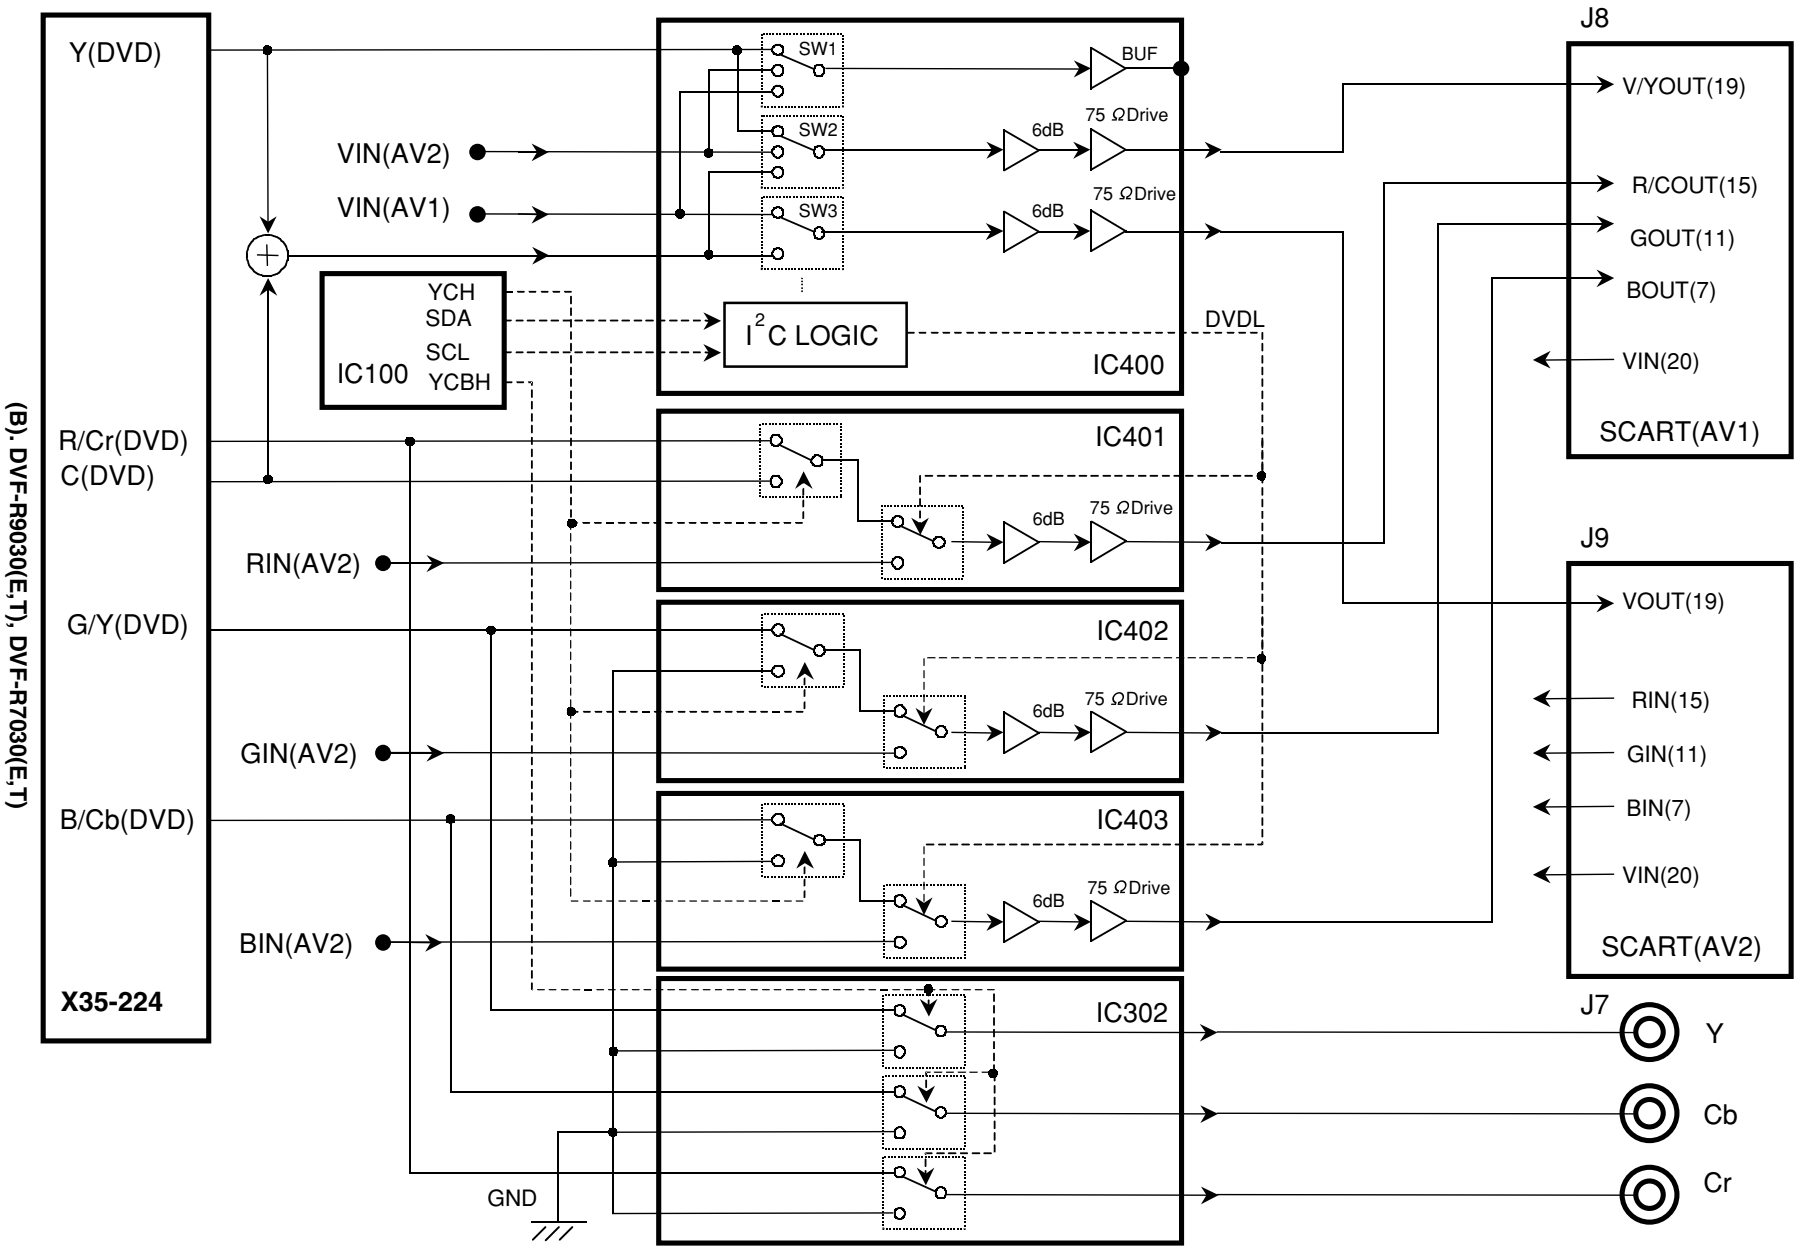 (B). DVF-R9030(E,T), DVF-R7030(E,T)
Y(DVD)
R/Cr(DVD)
C(DVD)
G/Y(DVD)
B/Cb(DVD)
X35-224
VIN(AV2)
VIN(AV1)
YCH
SDA
SCL
YCBH
IC100
SW1
BUF
SW2
6dB
75 ΩDrive
SW3
6dB
75 ΩDrive
I²C LOGIC
DVDL
IC400
IC401
RIN(AV2)
6dB
75 ΩDrive
IC402
GIN(AV2)
6dB
75 ΩDrive
IC403
BIN(AV2)
6dB
75 ΩDrive
IC302
GND
J8
V/YOUT(19)
R/COUT(15)
GOUT(11)
BOUT(7)
VIN(20)
SCART(AV1)
J9
VOUT(19)
RIN(15)
GIN(11)
BIN(7)
VIN(20)
SCART(AV2)
J7
Y
Cb
Cr